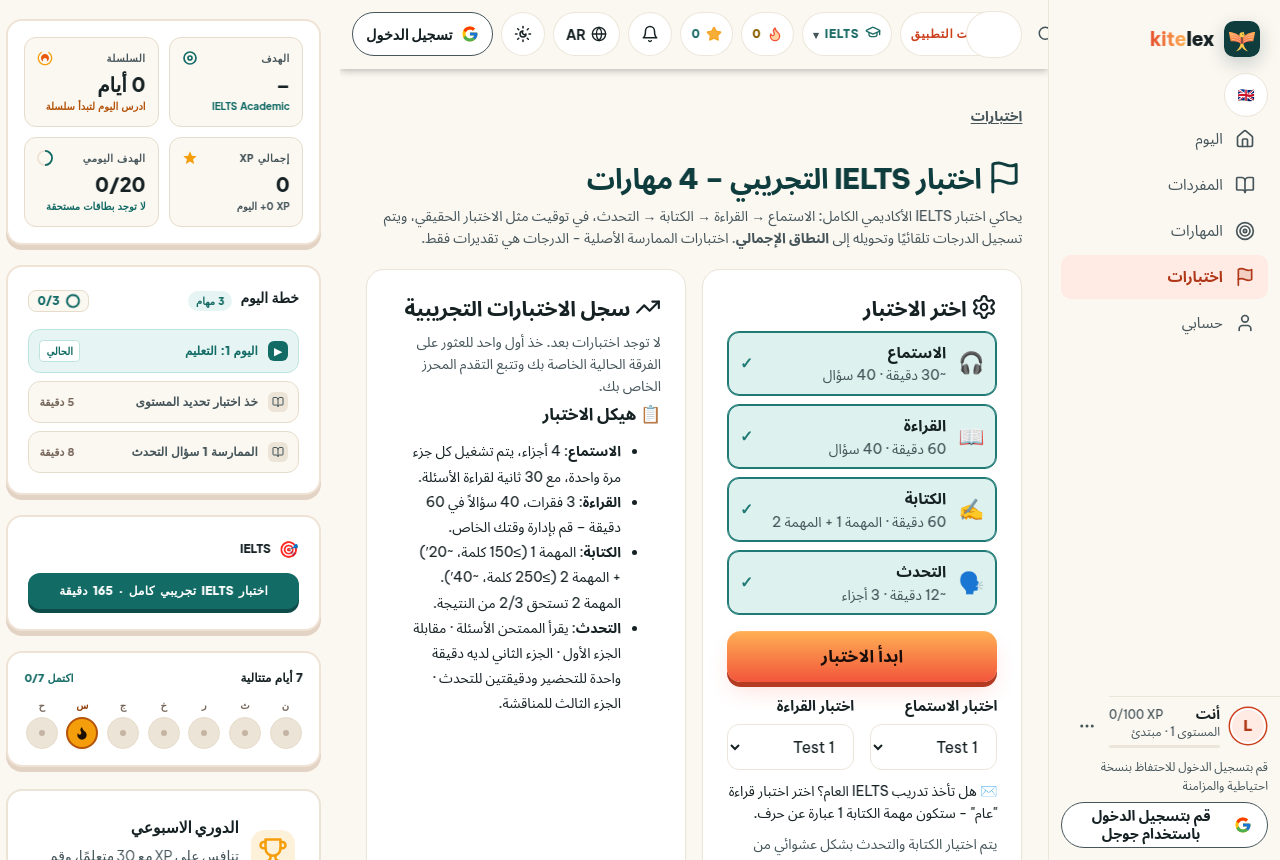 kitelex
🇬🇧
اليوم
المفردات
المهارات
اختبارات
حسابي
أنت
0/100 XP
المستوى 1 · مبتدئ
قم بتسجيل الدخول للاحتفاظ بنسخة
احتياطية والمزامنة
قم بتسجيل الدخول
باستخدام جوجل
ت التطبيق
IELTS ▾
0
0
AR
تسجيل الدخول
اختبارات
اختبار IELTS التجريبي – 4 مهارات
يحاكي اختبار IELTS الأكاديمي الكامل: الاستماع → القراءة → الكتابة → التحدث، في توقيت مثل الاختبار الحقيقي، ويتم
تسجيل الدرجات تلقائيًا وتحويله إلى النطاق الإجمالي. اختبارات الممارسة الأصلية – الدرجات هي تقديرات فقط.
اختر الاختبار
الاستماع
~30 دقيقة · 40 سؤال
✓
القراءة
60 دقيقة · 40 سؤال
✓
الكتابة
60 دقيقة · المهمة 1 + المهمة 2
✓
التحدث
~12 دقيقة · 3 أجزاء
✓
ابدأ الاختبار
اختبار الاستماع
اختبار القراءة
Test 1
Test 1
✉️ هل تأخذ تدريب IELTS العام؟ اختر اختبار قراءة
"عام" – ستكون مهمة الكتابة 1 عبارة عن حرف.
يتم اختيار الكتابة والتحدث بشكل عشوائي من
سجل الاختبارات التجريبية
لا توجد اختبارات بعد. خذ أول واحد للعثور على
الفرقة الحالية الخاصة بك وتتبع التقدم المحرز
الخاص بك.
📋 هيكل الاختبار
الاستماع: 4 أجزاء، يتم تشغيل كل جزء
مرة واحدة، مع 30 ثانية لقراءة الأسئلة.
القراءة: 3 فقرات، 40 سؤالاً في 60
دقيقة – قم بإدارة وقتك الخاص.
الكتابة: المهمة 1 (≥150 كلمة، ~20′)
+ المهمة 2 (≥250 كلمة، ~40′).
المهمة 2 تستحق 2/3 من النتيجة.
التحدث: يقرأ الممتحن الأسئلة · مقابلة
الجزء الأول · الجزء الثاني لديه دقيقة
واحدة للتحضير ودقيقتين للتحدث ·
الجزء الثالث للمناقشة.
الهدف
–
IELTS Academic
السلسلة
0 أيام
ادرس اليوم لتبدأ سلسلة
إجمالي XP
0
+0 XP اليوم
الهدف اليومي
0/20
لا توجد بطاقات مستحقة
خطة اليوم
3 مهام
0/3
اليوم 1: التعليم
الحالي
خذ اختبار تحديد المستوى
5 دقيقة
الممارسة 1 سؤال التحدث
8 دقيقة
🎯 IELTS
اختبار IELTS تجريبي كامل · 165 دقيقة
7 أيام متتالية
اكتمل 0/7
ن ث ر خ ج س ح
الدوري الاسبوعي
تنافس على XP مع 30 متعلمًا، وقم